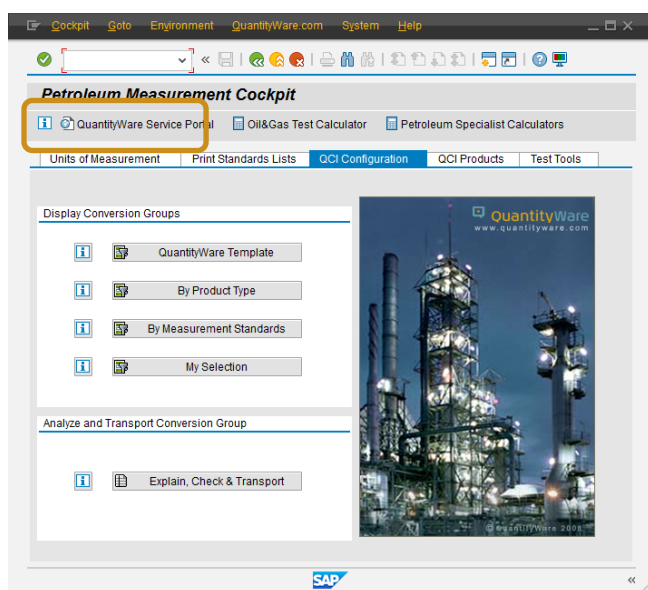 Cockpit Goto Environment QuantityWare.com System Help
Petroleum Measurement Cockpit
QuantityWare Service Portal Oil&Gas Test Calculator Petroleum Specialist Calculators
Units of Measurement Print Standards Lists QCI Configuration QCI Products Test Tools
Display Conversion Groups
QuantityWare Template
By Product Type
By Measurement Standards
My Selection
Analyze and Transport Conversion Group
Explain, Check & Transport
QuantityWare
www.quantityware.com
© QuantityWare 2008
SAP